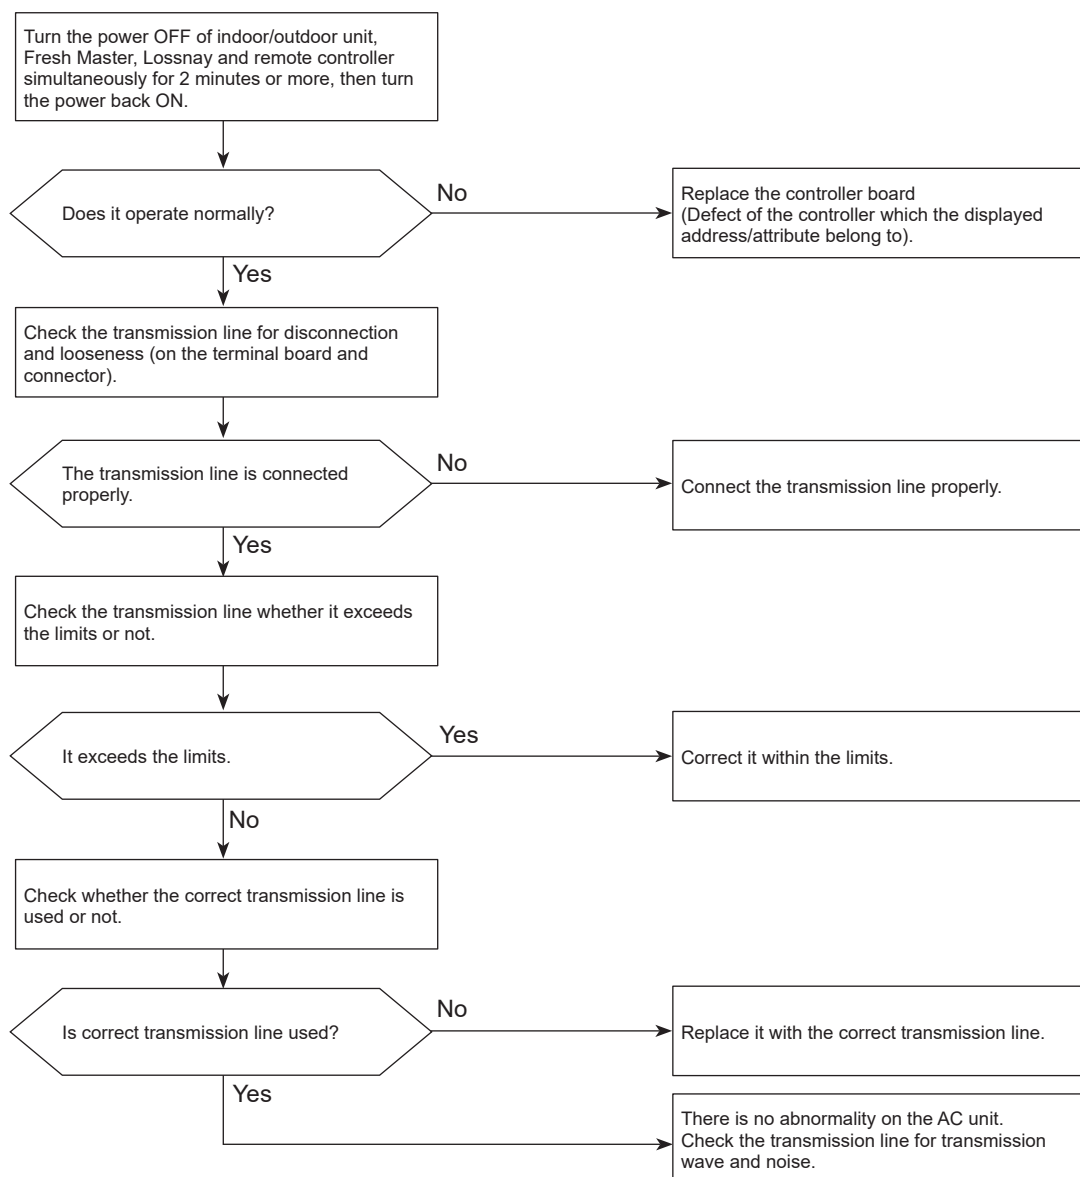 Turn the power OFF of indoor/outdoor unit,
Fresh Master, Lossnay and remote controller
simultaneously for 2 minutes or more, then turn
the power back ON.
Does it operate normally?
No
Replace the controller board
(Defect of the controller which the displayed
address/attribute belong to).
Yes
Check the transmission line for disconnection
and looseness (on the terminal board and
connector).
The transmission line is connected
properly.
No
Connect the transmission line properly.
Yes
Check the transmission line whether it exceeds
the limits or not.
It exceeds the limits.
Yes
Correct it within the limits.
No
Check whether the correct transmission line is
used or not.
Is correct transmission line used?
No
Replace it with the correct transmission line.
Yes
There is no abnormality on the AC unit.
Check the transmission line for transmission
wave and noise.